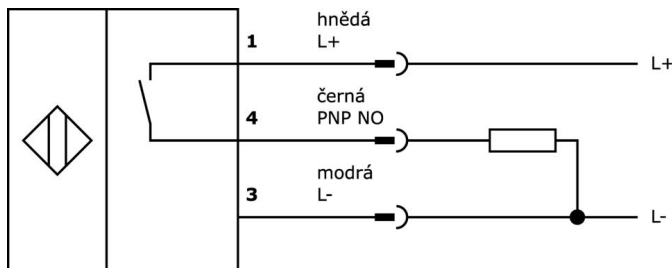 hnědá
1 L+
L+
černá
4 PNP NO
modrá
3 L-
L-